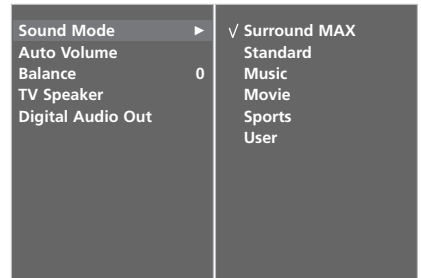 Sound Mode ►
Auto Volume
Balance 0
TV Speaker
Digital Audio Out
√ Surround MAX
Standard
Music
Movie
Sports
User